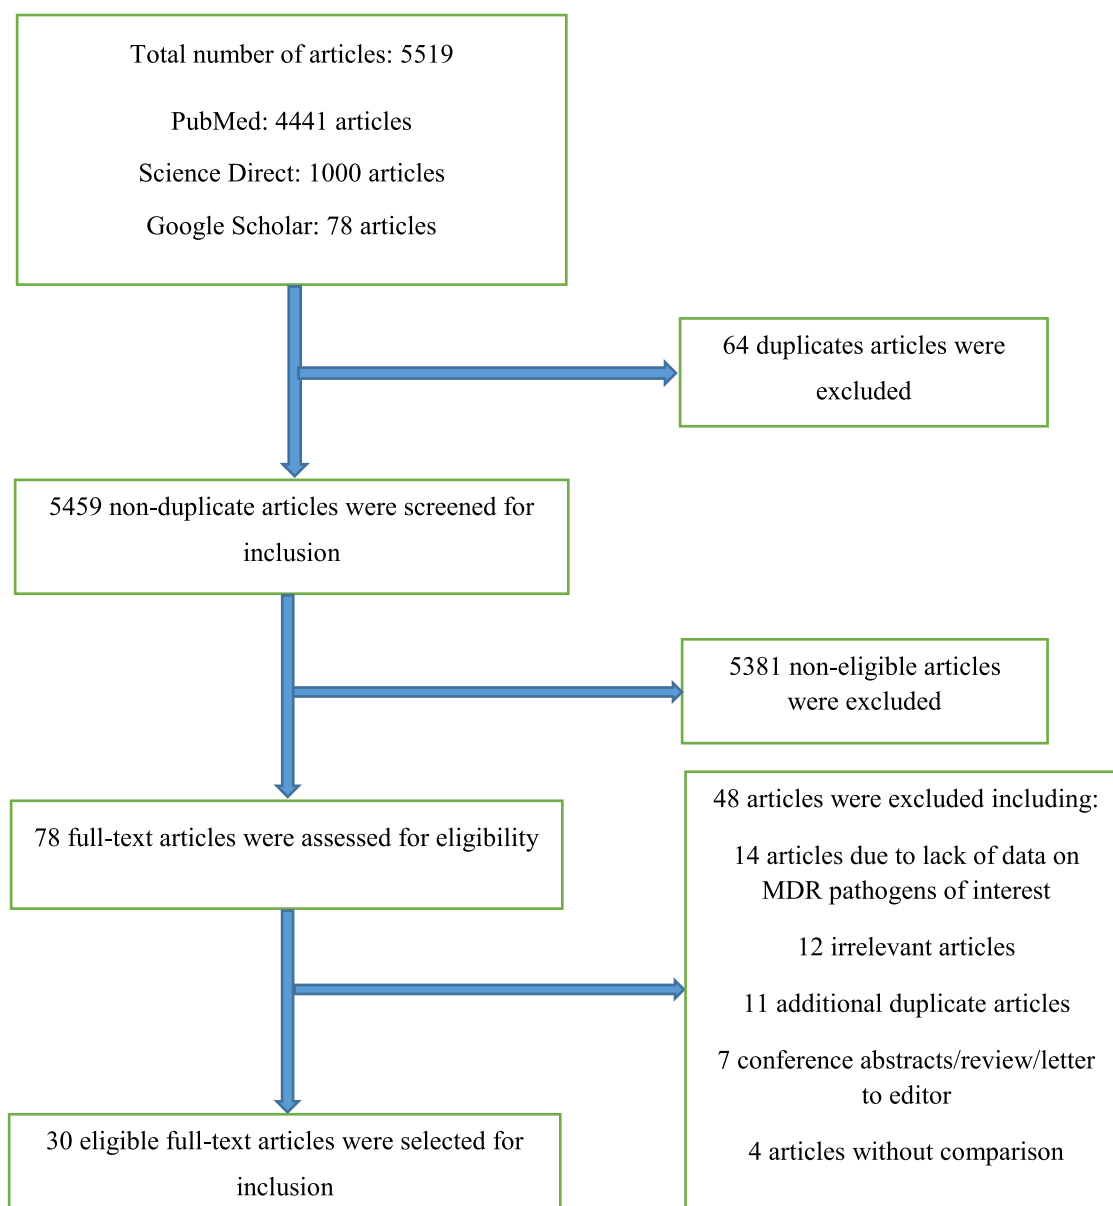 Total number of articles: 5519
PubMed: 4441 articles
Science Direct: 1000 articles
Google Scholar: 78 articles
64 duplicates articles were
excluded
5459 non-duplicate articles were screened for
inclusion
5381 non-eligible articles
were excluded
78 full-text articles were assessed for eligibility
48 articles were excluded including:
14 articles due to lack of data on
MDR pathogens of interest
12 irrelevant articles
11 additional duplicate articles
7 conference abstracts/review/letter
to editor
4 articles without comparison
30 eligible full-text articles were selected for
inclusion